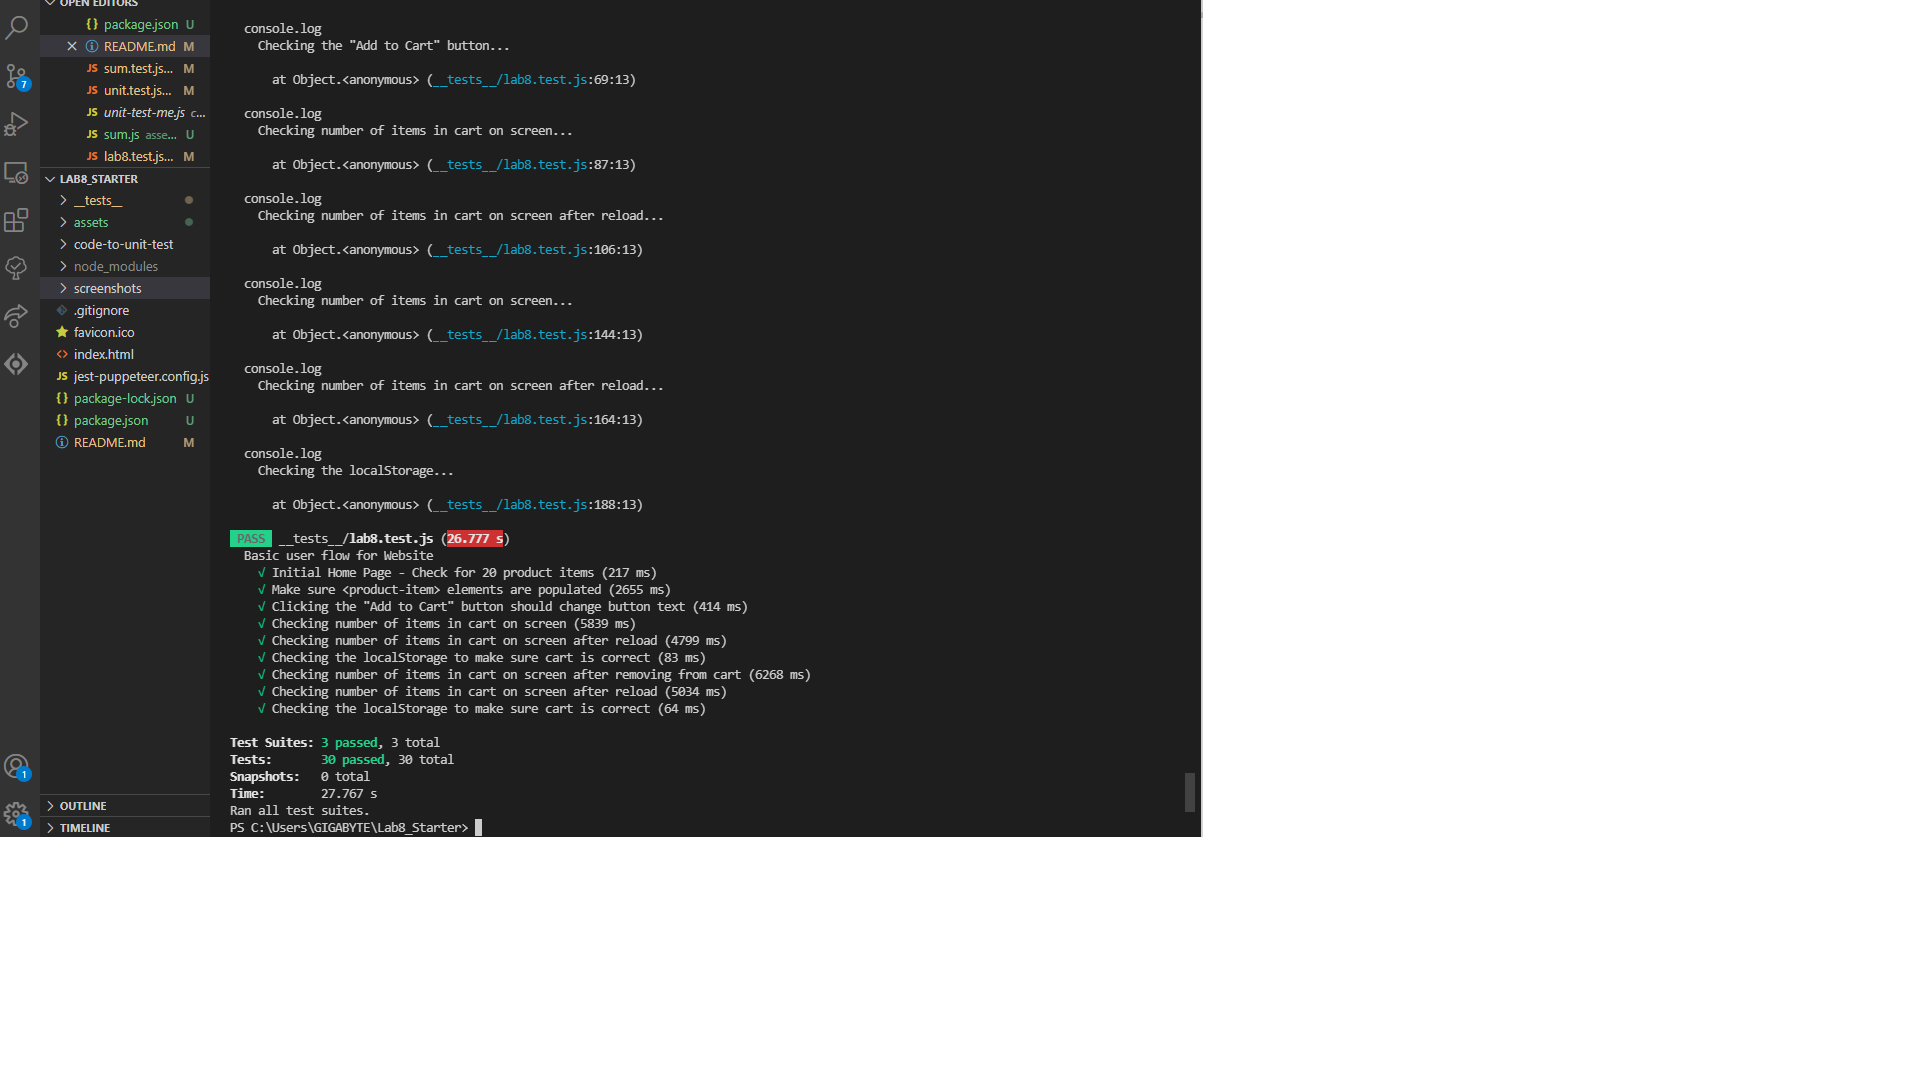 OPEN EDITORS
package.json U
README.md M
sum.test.js... M
unit.test.js... M
unit-test-me.js c...
sum.js asse... U
lab8.test.js... M
LAB8_STARTER
__tests__
assets
code-to-unit-test
node_modules
screenshots
.gitignore
favicon.ico
index.html
jest-puppeteer.config.js
package-lock.json U
package.json U
README.md M
OUTLINE
TIMELINE
7
1
1
console.log
Checking the "Add to Cart" button...
at Object.<anonymous> (__tests__/lab8.test.js:69:13)
console.log
Checking number of items in cart on screen...
at Object.<anonymous> (__tests__/lab8.test.js:87:13)
console.log
Checking number of items in cart on screen after reload...
at Object.<anonymous> (__tests__/lab8.test.js:106:13)
console.log
Checking number of items in cart on screen...
at Object.<anonymous> (__tests__/lab8.test.js:144:13)
console.log
Checking number of items in cart on screen after reload...
at Object.<anonymous> (__tests__/lab8.test.js:164:13)
console.log
Checking the localStorage...
at Object.<anonymous> (__tests__/lab8.test.js:188:13)
PASS __tests__/lab8.test.js (26.777 s)
Basic user flow for Website
√ Initial Home Page - Check for 20 product items (217 ms)
√ Make sure <product-item> elements are populated (2655 ms)
√ Clicking the "Add to Cart" button should change button text (414 ms)
√ Checking number of items in cart on screen (5839 ms)
√ Checking number of items in cart on screen after reload (4799 ms)
√ Checking the localStorage to make sure cart is correct (83 ms)
√ Checking number of items in cart on screen after removing from cart (6268 ms)
√ Checking number of items in cart on screen after reload (5034 ms)
√ Checking the localStorage to make sure cart is correct (64 ms)
Test Suites: 3 passed, 3 total
Tests: 30 passed, 30 total
Snapshots: 0 total
Time: 27.767 s
Ran all test suites.
PS C:\Users\GIGABYTE\Lab8_Starter>